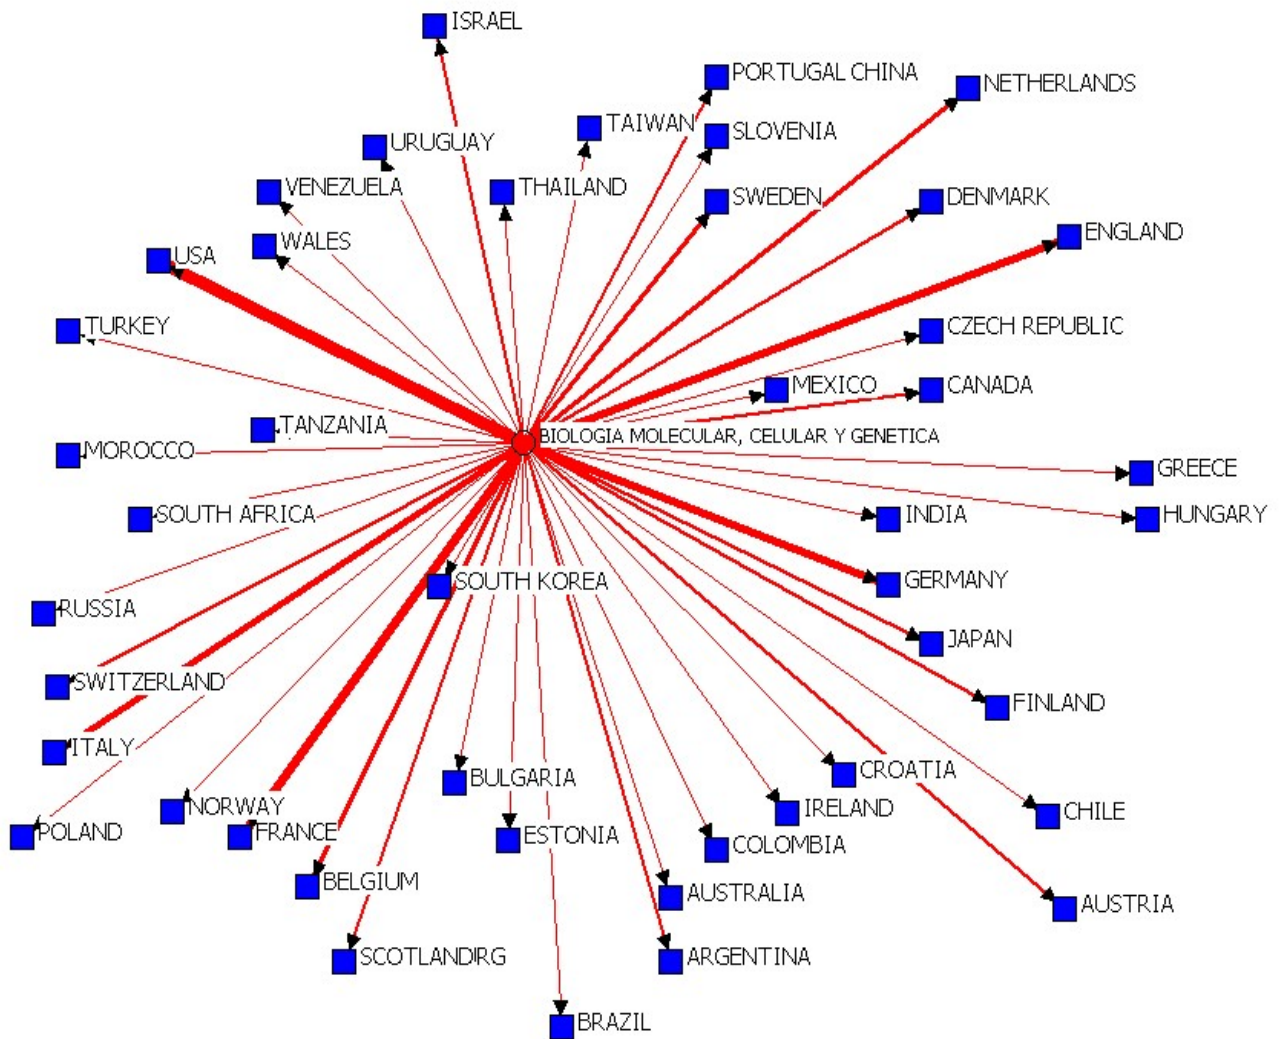 ISRAEL
PORTUGAL CHINA
NETHERLANDS
TAIWAN
SLOVENIA
URUGUAY
THAILAND
VENEZUELA
SWEDEN
DENMARK
ENGLAND
WALES
USA
TURKEY
CZECH REPUBLIC
MEXICO
CANADA
TANZANIA
BIOLOGIA MOLECULAR, CELULAR Y GENETICA
MOROCCO
GREECE
SOUTH AFRICA
INDIA
HUNGARY
SOUTH KOREA
GERMANY
RUSSIA
JAPAN
SWITZERLAND
FINLAND
ITALY
CROATIA
BULGARIA
NORWAY
IRELAND
CHILE
POLAND
FRANCE
ESTONIA
COLOMBIA
BELGIUM
AUSTRALIA
AUSTRIA
ARGENTINA
BRAZIL